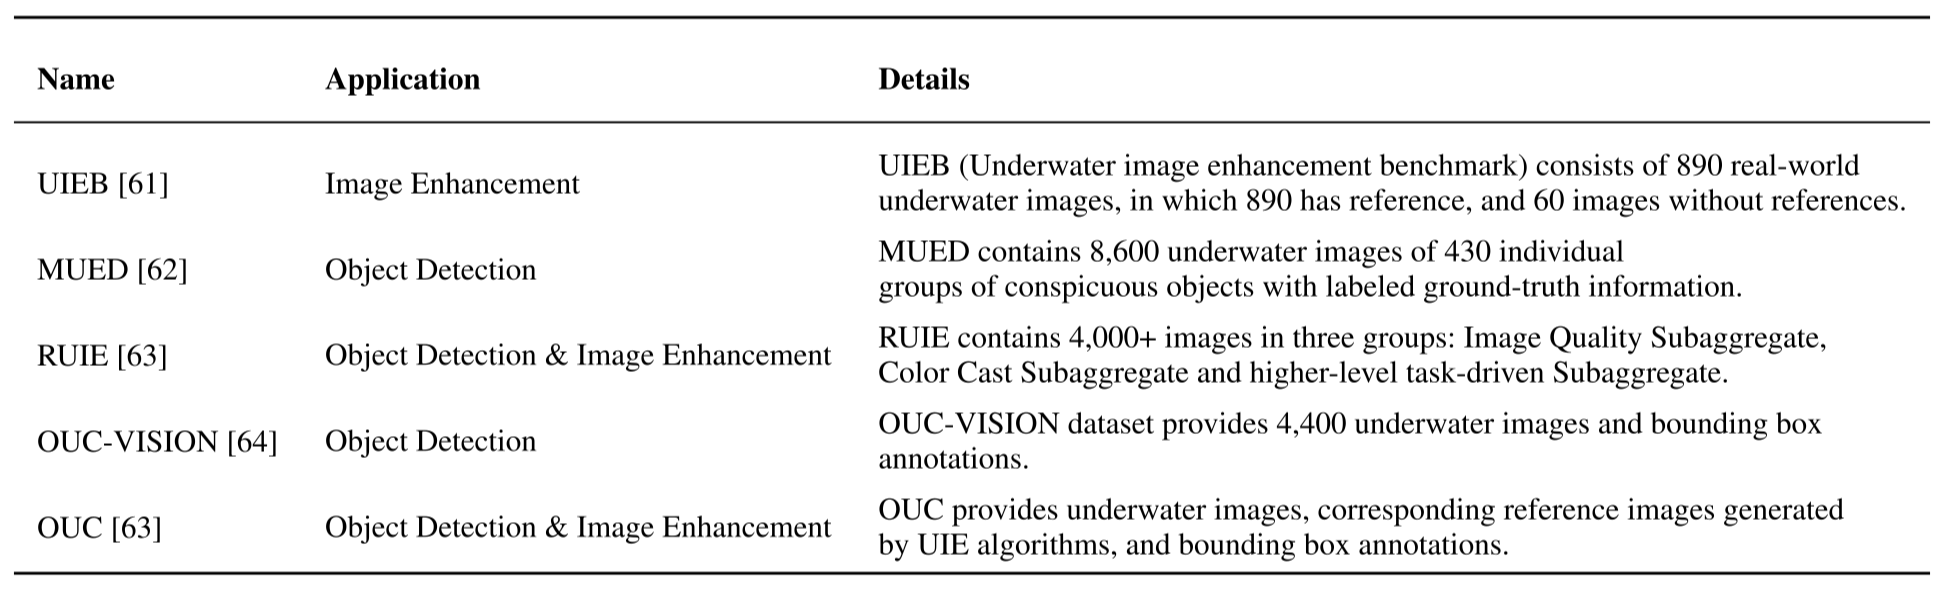 Name Application Details
UIEB [61] Image Enhancement UIEB (Underwater image enhancement benchmark) consists of 890 real-world
underwater images, in which 890 has reference, and 60 images without references.
MUED [62] Object Detection MUED contains 8,600 underwater images of 430 individual
groups of conspicuous objects with labeled ground-truth information.
RUIE [63] Object Detection & Image Enhancement RUIE contains 4,000+ images in three groups: Image Quality Subaggregate,
Color Cast Subaggregate and higher-level task-driven Subaggregate.
OUC-VISION [64] Object Detection OUC-VISION dataset provides 4,400 underwater images and bounding box
annotations.
OUC [63] Object Detection & Image Enhancement OUC provides underwater images, corresponding reference images generated
by UIE algorithms, and bounding box annotations.